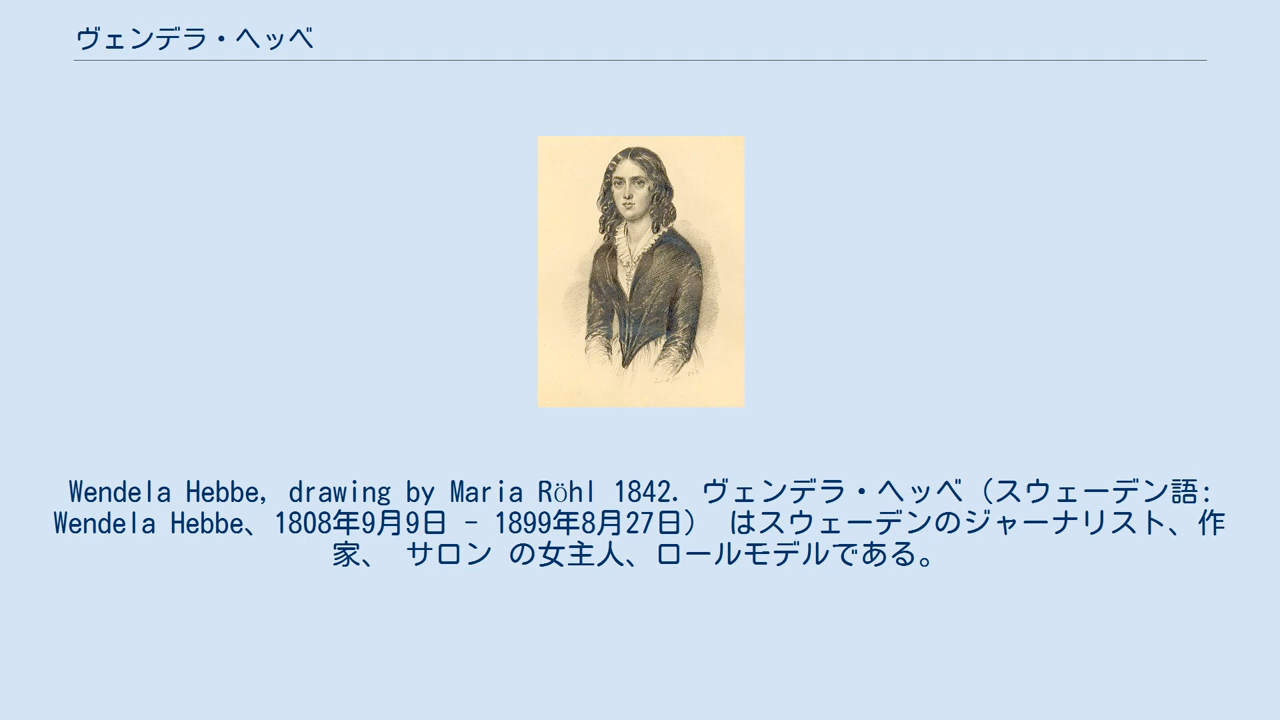 ヴェンデラ・ヘッベ
Wendela Hebbe, drawing by Maria Röhl 1842. ヴェンデラ・ヘッベ（スウェーデン語:
Wendela Hebbe、1808年9月9日 - 1899年8月27日） はスウェーデンのジャーナリスト、作
家、 サロン の女主人、ロールモデルである。